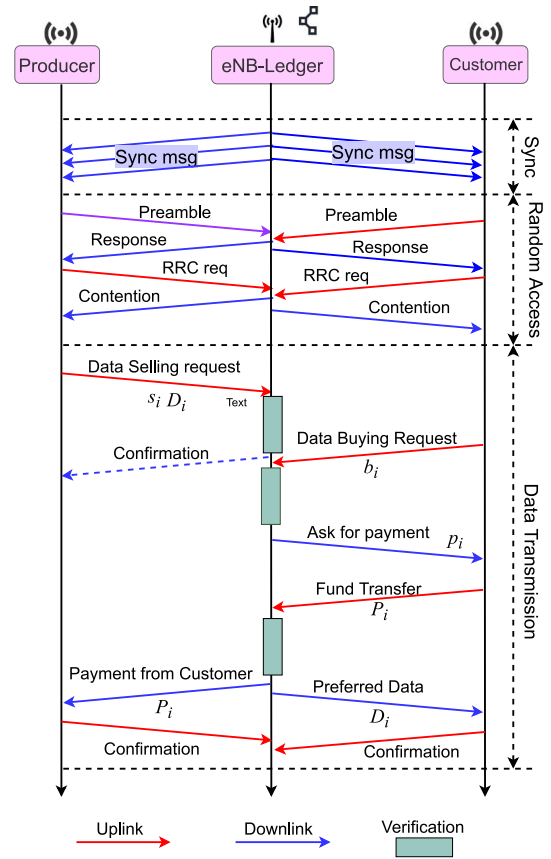 Producer
eNB-Ledger
Customer
Sync msg
Sync msg
Sync
Preamble
Preamble
Response
Response
RRC req
RRC req
Contention
Contention
Random Access
Data Selling request
s_i D_i
Text
Data Buying Request
Confirmation
b_i
Ask for payment
p_i
Fund Transfer
P_i
Payment from Customer
Preferred Data
P_i
D_i
Confirmation
Confirmation
Data Transmission
Uplink
Downlink
Verification